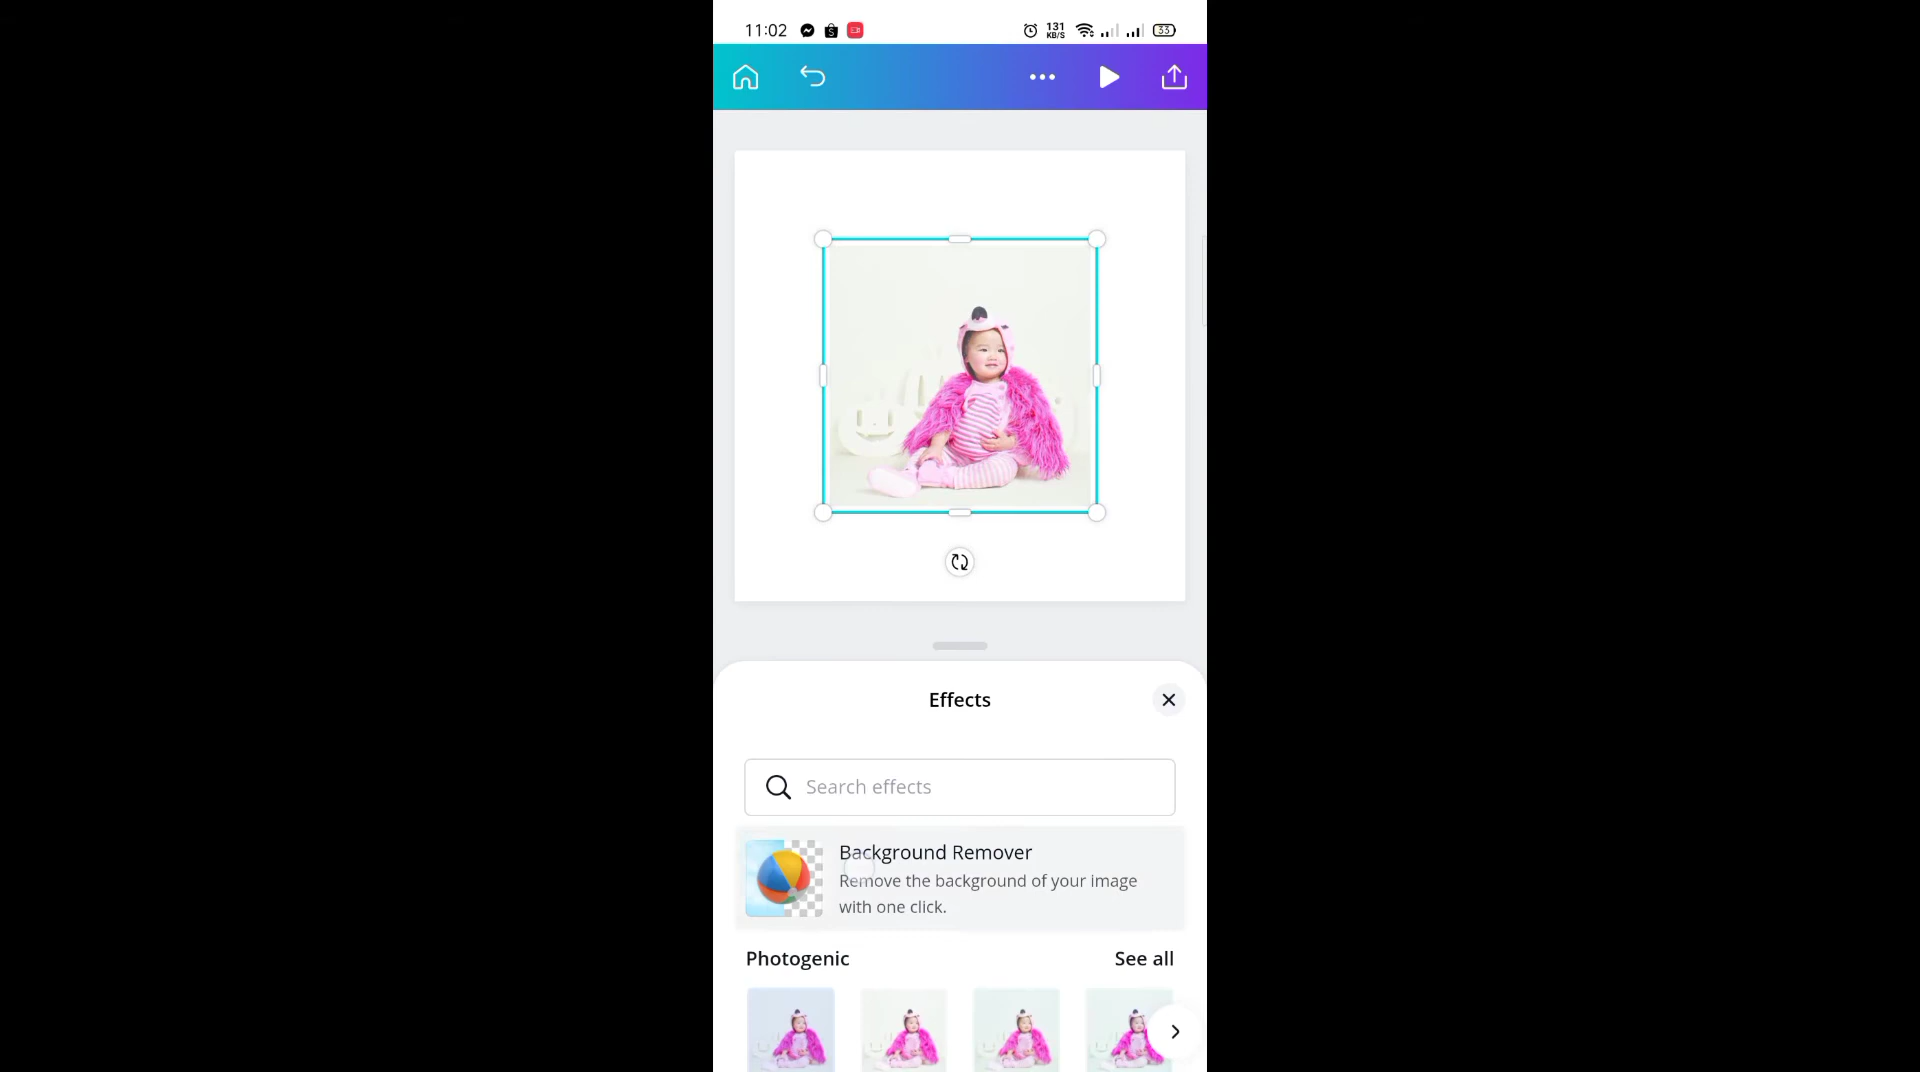 11:02
131
KB/S
33
Effects
Search effects
Background Remover
Remove the background of your image
with one click.
Photogenic
See all